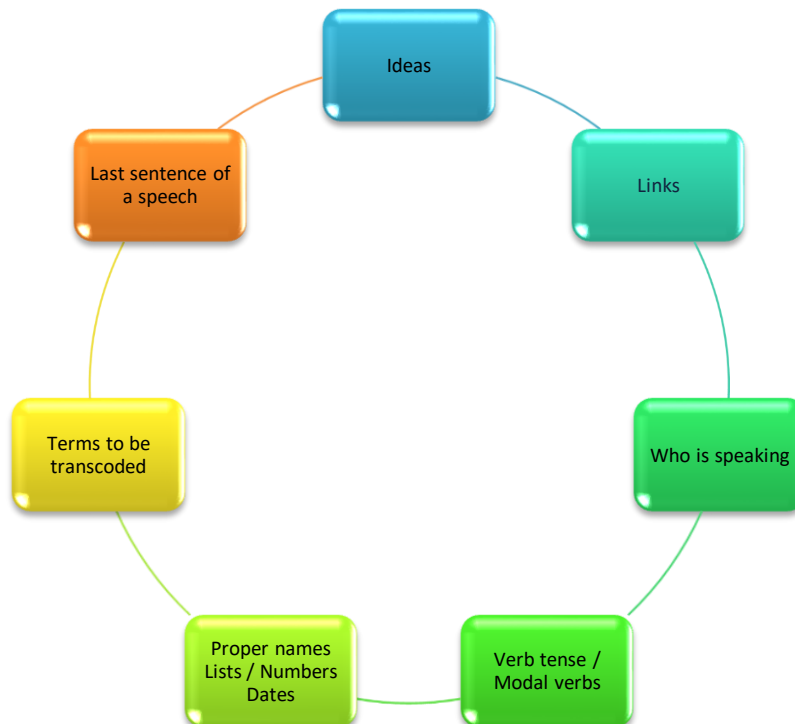 Ideas
Links
Who is speaking
Verb tense /
Modal verbs
Proper names
Lists / Numbers
Dates
Terms to be
transcoded
Last sentence of
a speech